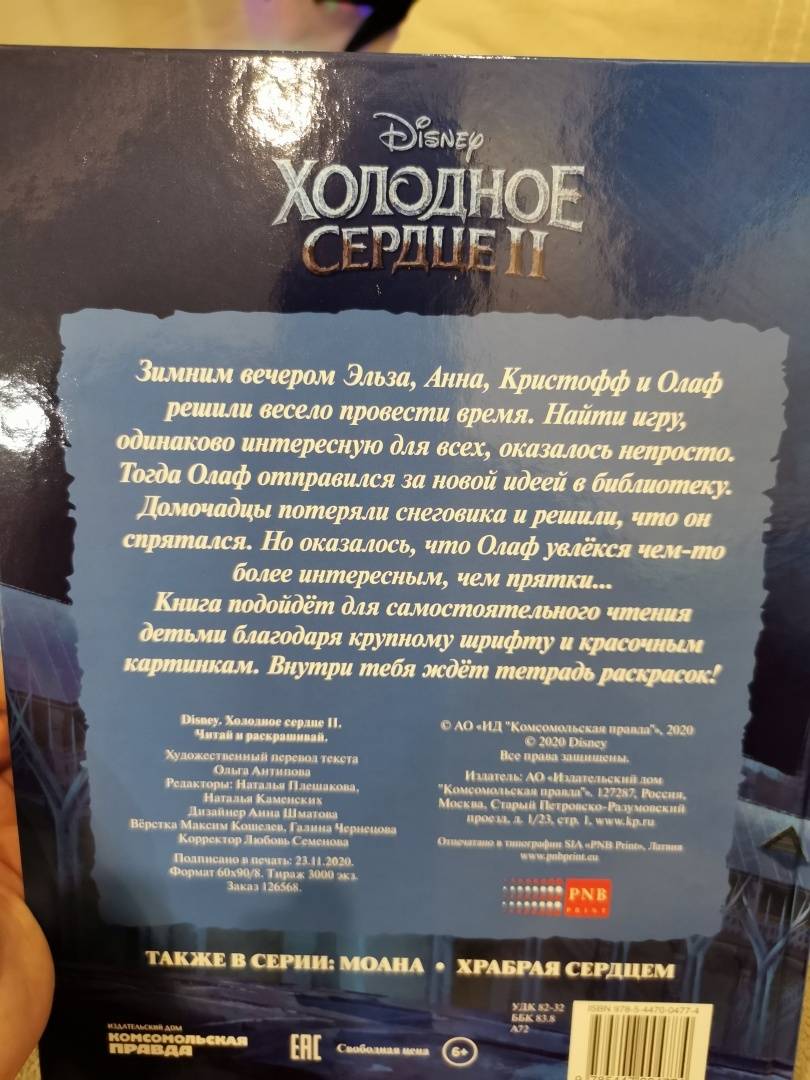 Disney
ХОЛОДНОЕ
СЕРДЦЕ II
Зимним вечером Эльза, Анна, Кристофф и Олаф
решили весело провести время. Найти игру,
одинаково интересную для всех, оказалось непросто.
Тогда Олаф отправился за новой идеей в библиотеку.
Домочадцы потеряли снеговика и решили, что он
спрятался. Но оказалось, что Олаф увлёкся чем-то
более интересным, чем прятки...
Книга подойдёт для самостоятельного чтения
детьми благодаря крупному шрифту и красочным
картинкам. Внутри тебя ждёт тетрадь раскрасок!
Disney. Холодное сердце II.
Читай и раскрашивай.
Художественный перевод текста
Ольга Антипова
Редакторы: Наталья Плешакова,
Наталья Каменских
Дизайнер Анна Шматова
Вёрстка Максим Кошелев, Галина Чернецова
Корректор Любовь Семенова
Подписано в печать: 23.11.2020.
Формат 60х90/8. Тираж 3000 экз.
Заказ 126568.
© АО «ИД "Комсомольская правда"», 2020
© 2020 Disney
Все права защищены.
Издатель: АО «Издательский дом
"Комсомольская правда". 127287, Россия,
Москва, Старый Петровско-Разумовский
проезд, д. 1/23, стр. 1, www.kp.ru
Отпечатано в типографии SIA «PNB Print», Латвия
www.pnbprint.eu
PNB
PRINT
ТАКЖЕ В СЕРИИ: МОАНА • ХРАБРАЯ СЕРДЦЕМ
УДК 82-32
ББК 83.8
А72
ISBN 978-5-4470-0477-4
ИЗДАТЕЛЬСКИЙ ДОМ
КОМСОМОЛЬСКАЯ
ПРАВДА
EAC
Свободная цена
6+